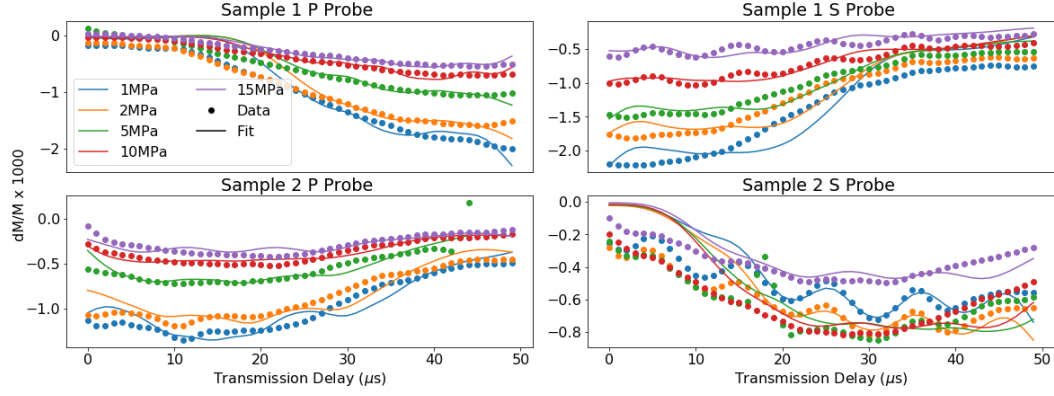 Sample 1 P Probe
Sample 1 S Probe
0
−1
−2
1MPa
2MPa
5MPa
10MPa
15MPa
Data
Fit
−0.5
−1.0
−1.5
−2.0
dM/M x 1000
Sample 2 P Probe
Sample 2 S Probe
0.0
−0.5
−1.0
0 10 20 30 40 50
Transmission Delay (μs)
0.0
−0.2
−0.4
−0.6
−0.8
0 10 20 30 40 50
Transmission Delay (μs)